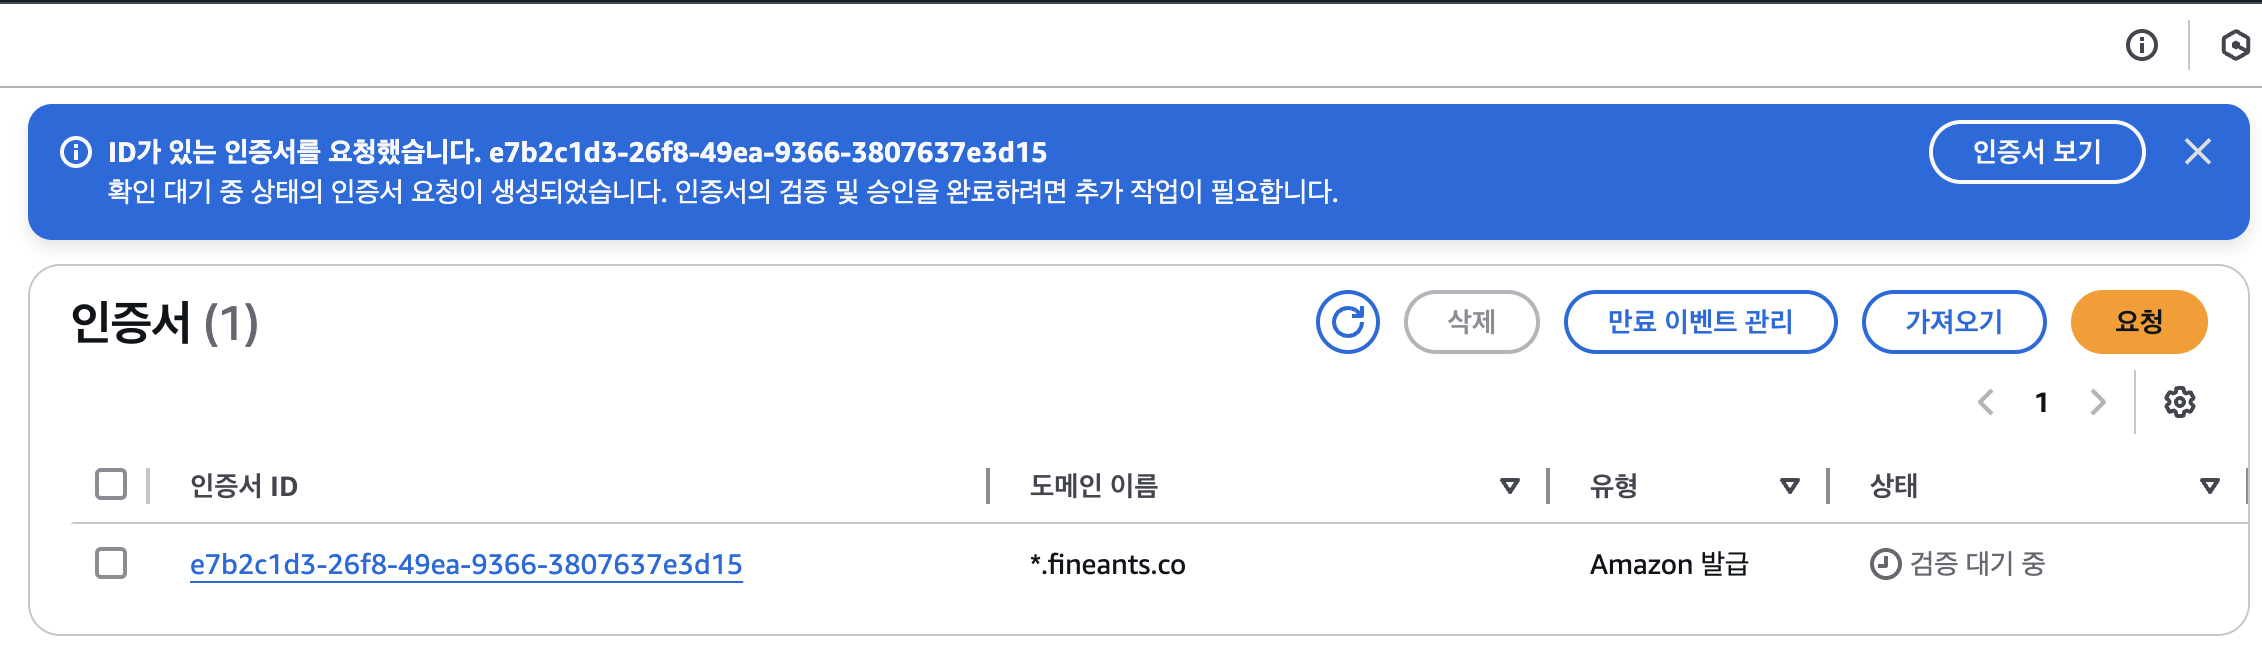 ID가 있는 인증서를 요청했습니다. e7b2c1d3-26f8-49ea-9366-3807637e3d15
인증서 보기
확인 대기 중 상태의 인증서 요청이 생성되었습니다. 인증서의 검증 및 승인을 완료하려면 추가 작업이 필요합니다.
인증서 (1)
삭제
만료 이벤트 관리
가져오기
요청
1
인증서 ID
도메인 이름
유형
상태
e7b2c1d3-26f8-49ea-9366-3807637e3d15
*.fineants.co
Amazon 발급
검증 대기 중